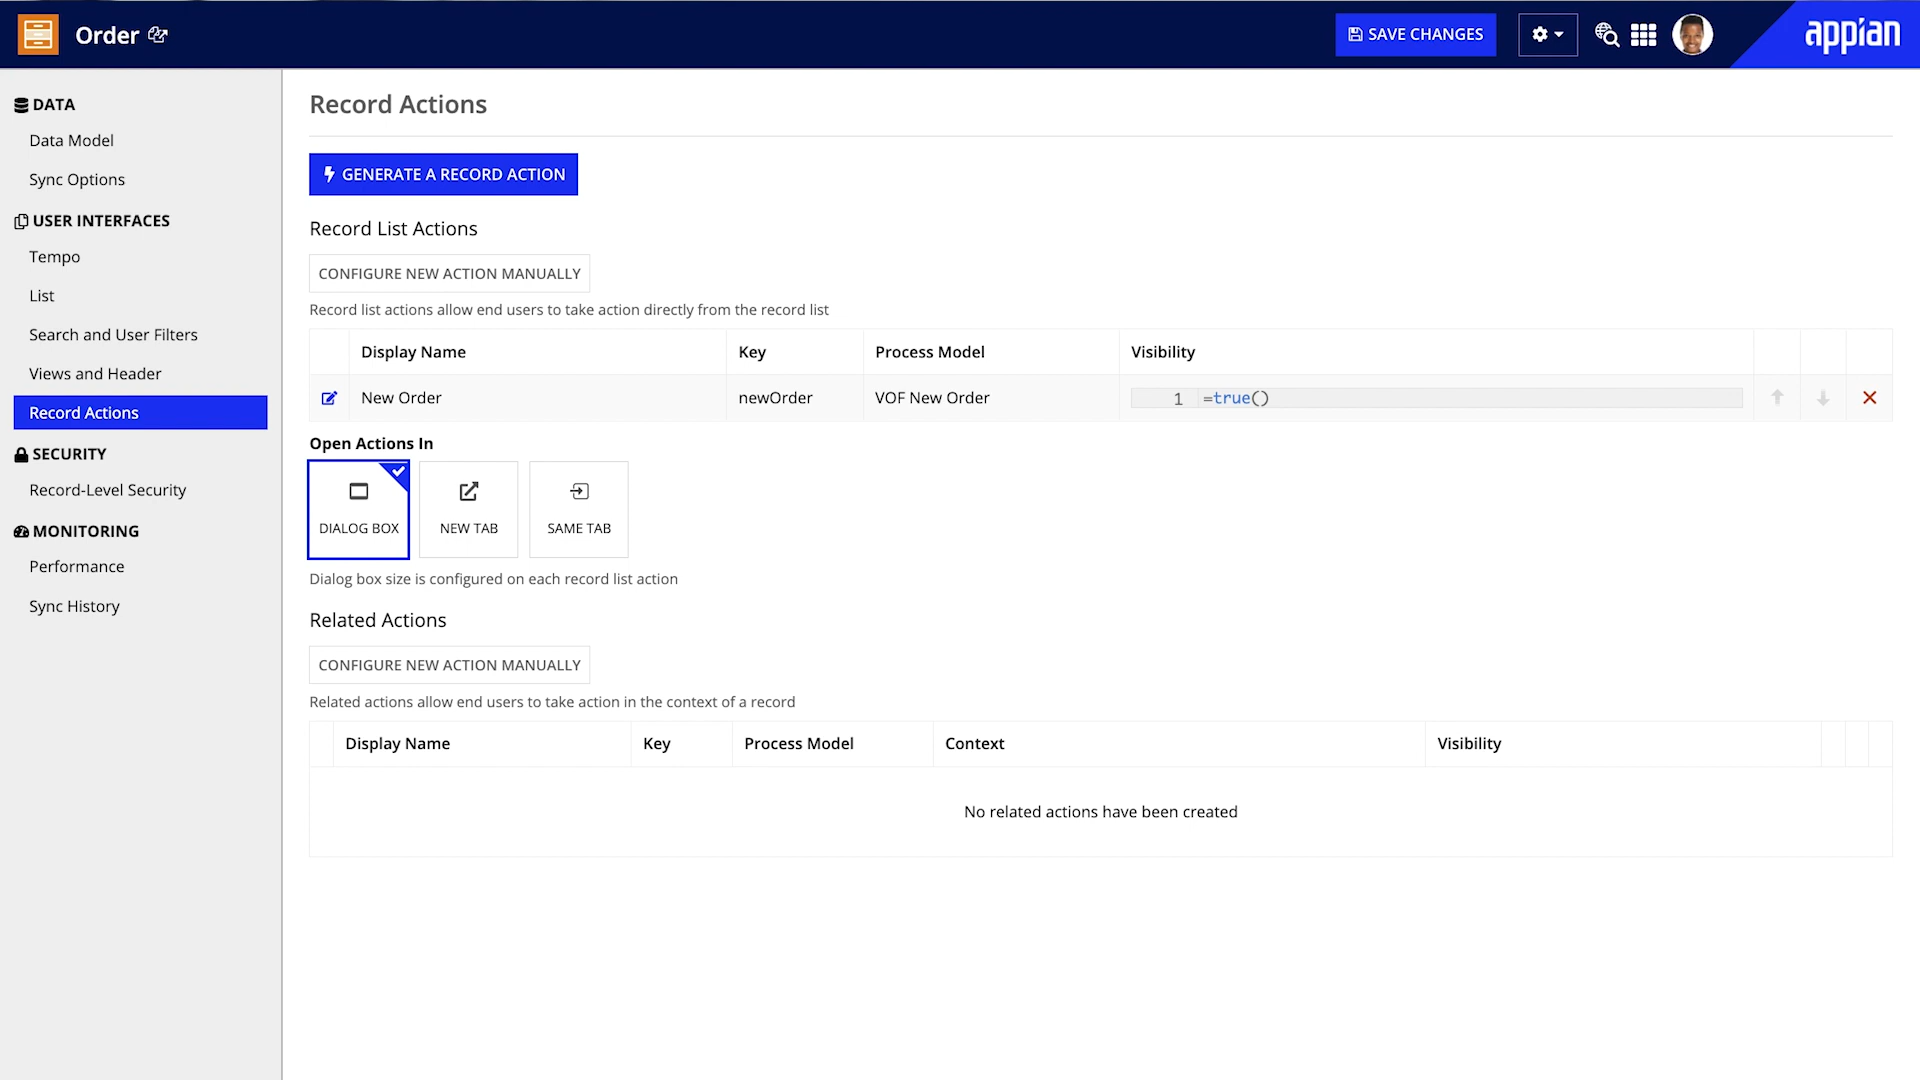 Order
SAVE CHANGES
appian
DATA
Data Model
Sync Options
USER INTERFACES
Tempo
List
Search and User Filters
Views and Header
Record Actions
SECURITY
Record-Level Security
MONITORING
Performance
Sync History
Record Actions
GENERATE A RECORD ACTION
Record List Actions
CONFIGURE NEW ACTION MANUALLY
Record list actions allow end users to take action directly from the record list
Display Name Key Process Model Visibility
New Order newOrder VOF New Order 1 =true()
Open Actions In
DIALOG BOX NEW TAB SAME TAB
Dialog box size is configured on each record list action
Related Actions
CONFIGURE NEW ACTION MANUALLY
Related actions allow end users to take action in the context of a record
Display Name Key Process Model Context Visibility
No related actions have been created